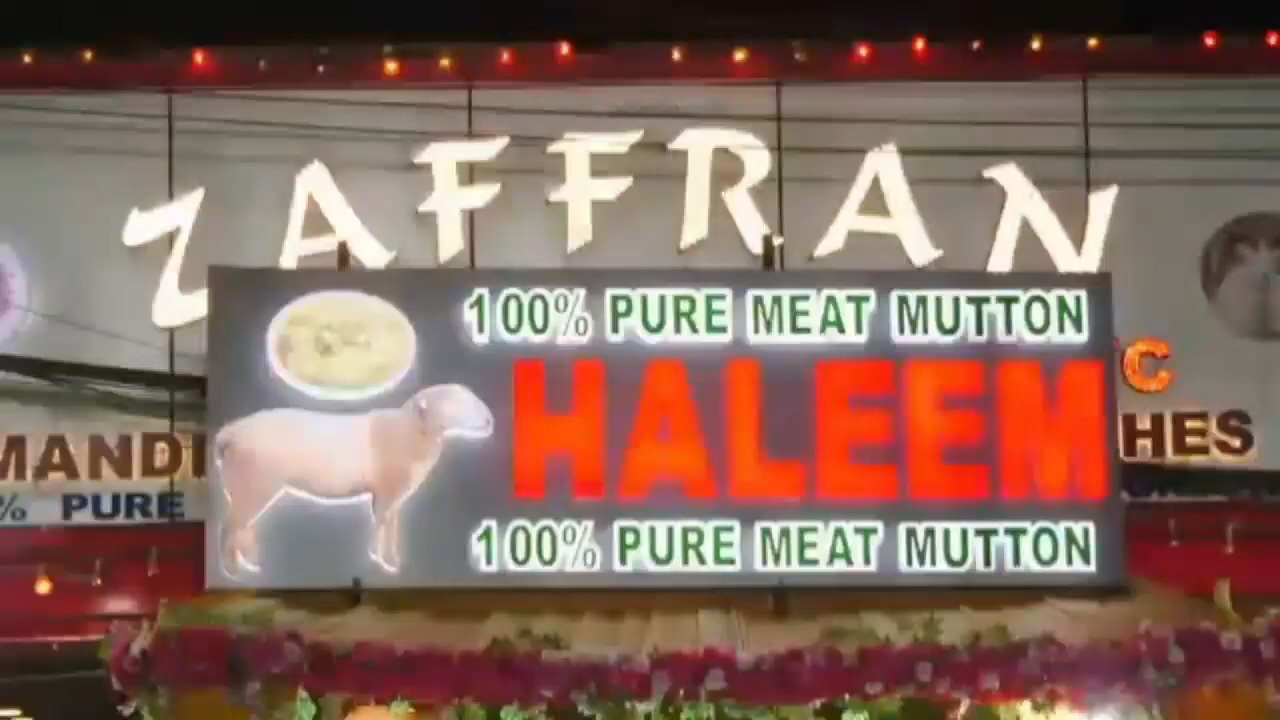 ZAFFRAN
100% PURE MEAT MUTTON
HALEEM
100% PURE MEAT MUTTON
C
HES
MANDI
% PURE